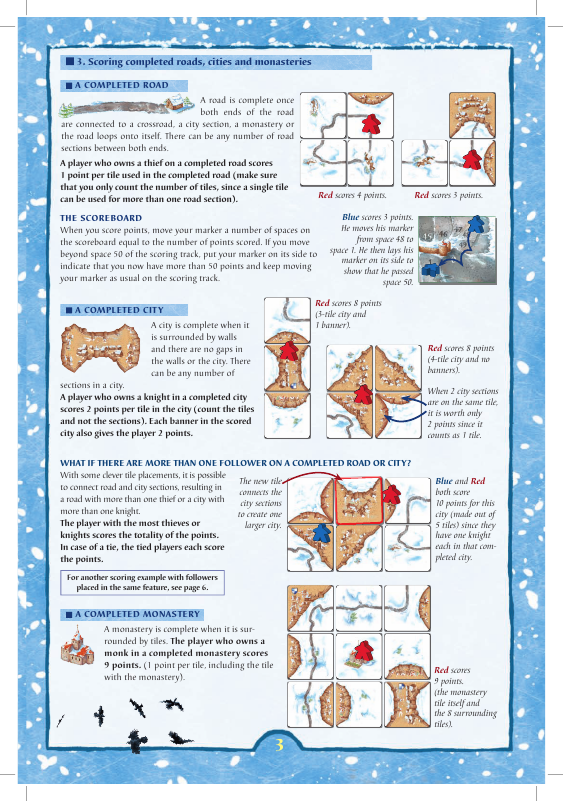 3. Scoring completed roads, cities and monasteries
A COMPLETED ROAD
A road is complete once
both ends of the road
are connected to a crossroad, a city section, a monastery or
the road loops onto itself. There can be any number of road
sections between both ends.
A player who owns a thief on a completed road scores
1 point per tile used in the completed road (make sure
that you only count the number of tiles, since a single tile
can be used for more than one road section).
Red scores 4 points.
Red scores 3 points.
THE SCOREBOARD
When you score points, move your marker a number of spaces on
the scoreboard equal to the number of points scored. If you move
beyond space 50 of the scoring track, put your marker on its side to
indicate that you now have more than 50 points and keep moving
your marker as usual on the scoring track.
Blue scores 3 points.
He moves his marker
from space 48 to
space 1. He then lays his
marker on its side to
show that he passed
space 50.
A COMPLETED CITY
A city is complete when it
is surrounded by walls
and there are no gaps in
the walls or the city. There
can be any number of
sections in a city.
A player who owns a knight in a completed city
scores 2 points per tile in the city (count the tiles
and not the sections). Each banner in the scored
city also gives the player 2 points.
Red scores 8 points
(3-tile city and
1 banner).
Red scores 8 points
(4-tile city and no
banners).
When 2 city sections
are on the same tile,
it is worth only
2 points since it
counts as 1 tile.
WHAT IF THERE ARE MORE THAN ONE FOLLOWER ON A COMPLETED ROAD OR CITY?
With some clever tile placements, it is possible
to connect road and city sections, resulting in
a road with more than one thief or a city with
more than one knight.
The player with the most thieves or
knights scores the totality of the points.
In case of a tie, the tied players each score
the points.
The new tile
connects the
city sections
to create one
larger city.
Blue and Red
both score
10 points for this
city (made out of
5 tiles) since they
have one knight
each in that com-
pleted city.
For another scoring example with followers
placed in the same feature, see page 6.
A COMPLETED MONASTERY
A monastery is complete when it is sur-
rounded by tiles. The player who owns a
monk in a completed monastery scores
9 points. (1 point per tile, including the tile
with the monastery).
Red scores
9 points.
(the monastery
tile itself and
the 8 surrounding
tiles).
3